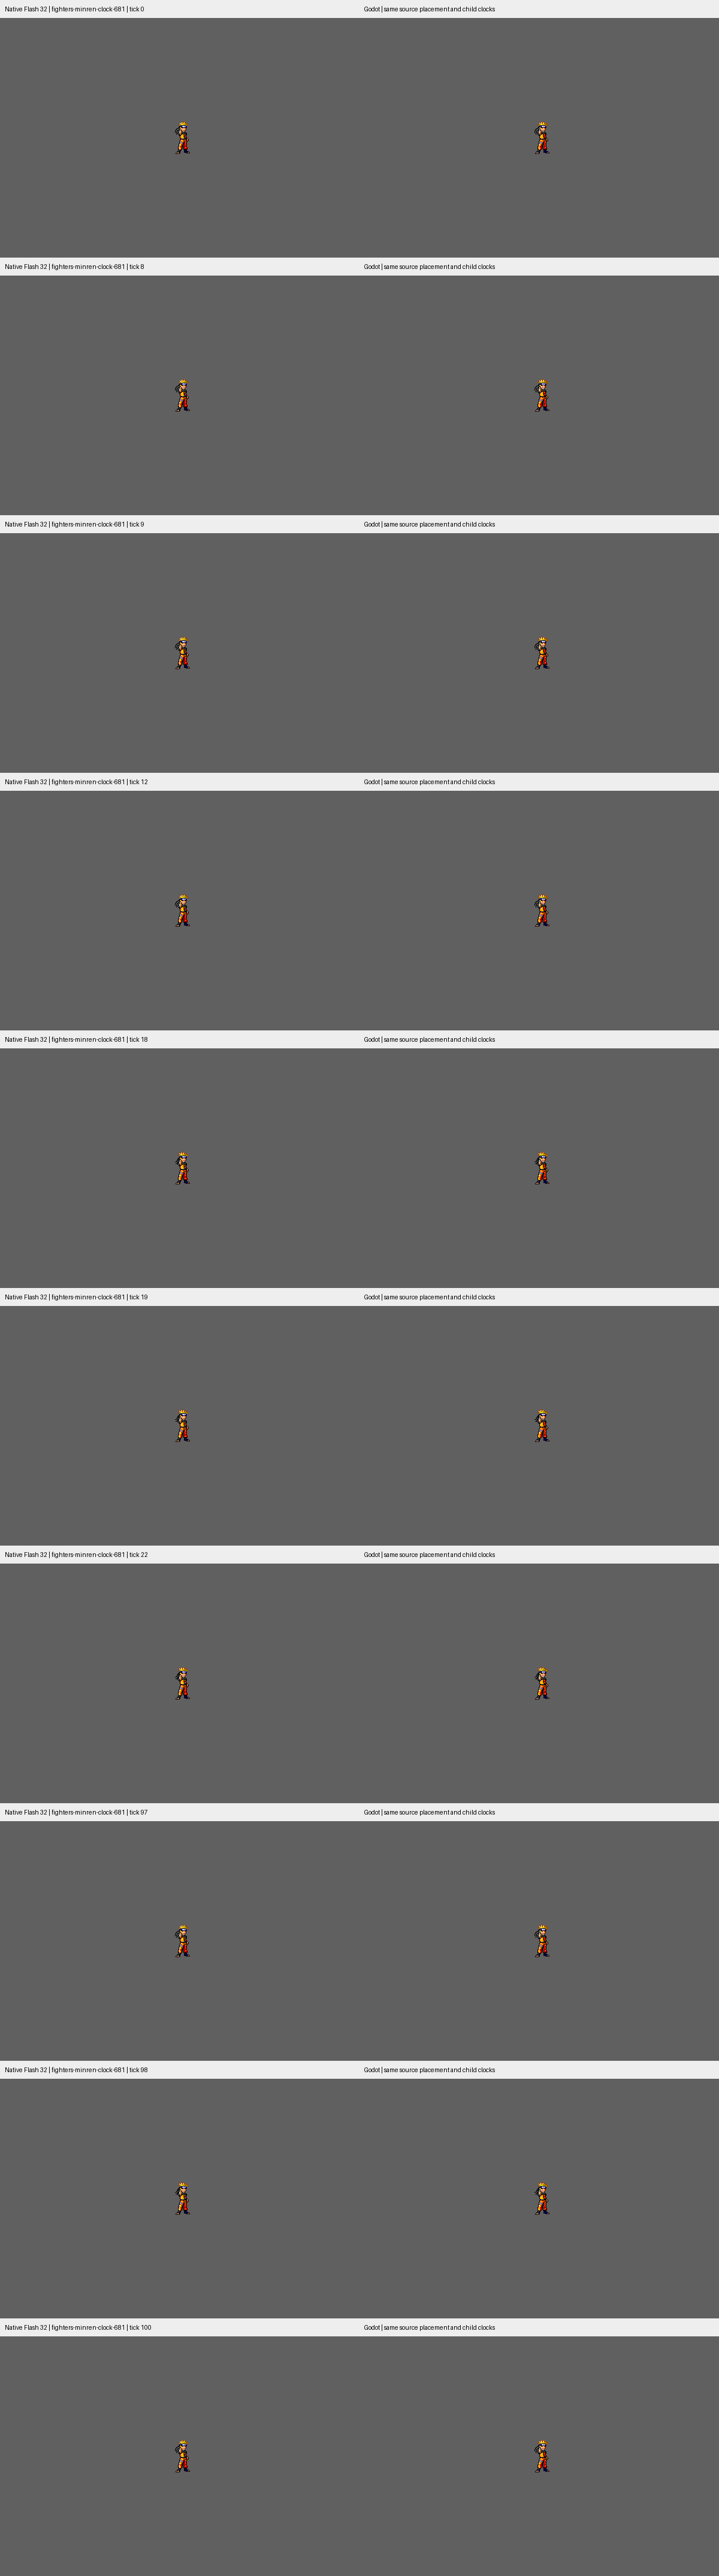 Native Flash 32 | fighters-minren-clock-681 | tick 0 Godot | same source placement and child clocks
Native Flash 32 | fighters-minren-clock-681 | tick 8 Godot | same source placement and child clocks
Native Flash 32 | fighters-minren-clock-681 | tick 9 Godot | same source placement and child clocks
Native Flash 32 | fighters-minren-clock-681 | tick 12 Godot | same source placement and child clocks
Native Flash 32 | fighters-minren-clock-681 | tick 18 Godot | same source placement and child clocks
Native Flash 32 | fighters-minren-clock-681 | tick 19 Godot | same source placement and child clocks
Native Flash 32 | fighters-minren-clock-681 | tick 22 Godot | same source placement and child clocks
Native Flash 32 | fighters-minren-clock-681 | tick 97 Godot | same source placement and child clocks
Native Flash 32 | fighters-minren-clock-681 | tick 98 Godot | same source placement and child clocks
Native Flash 32 | fighters-minren-clock-681 | tick 100 Godot | same source placement and child clocks